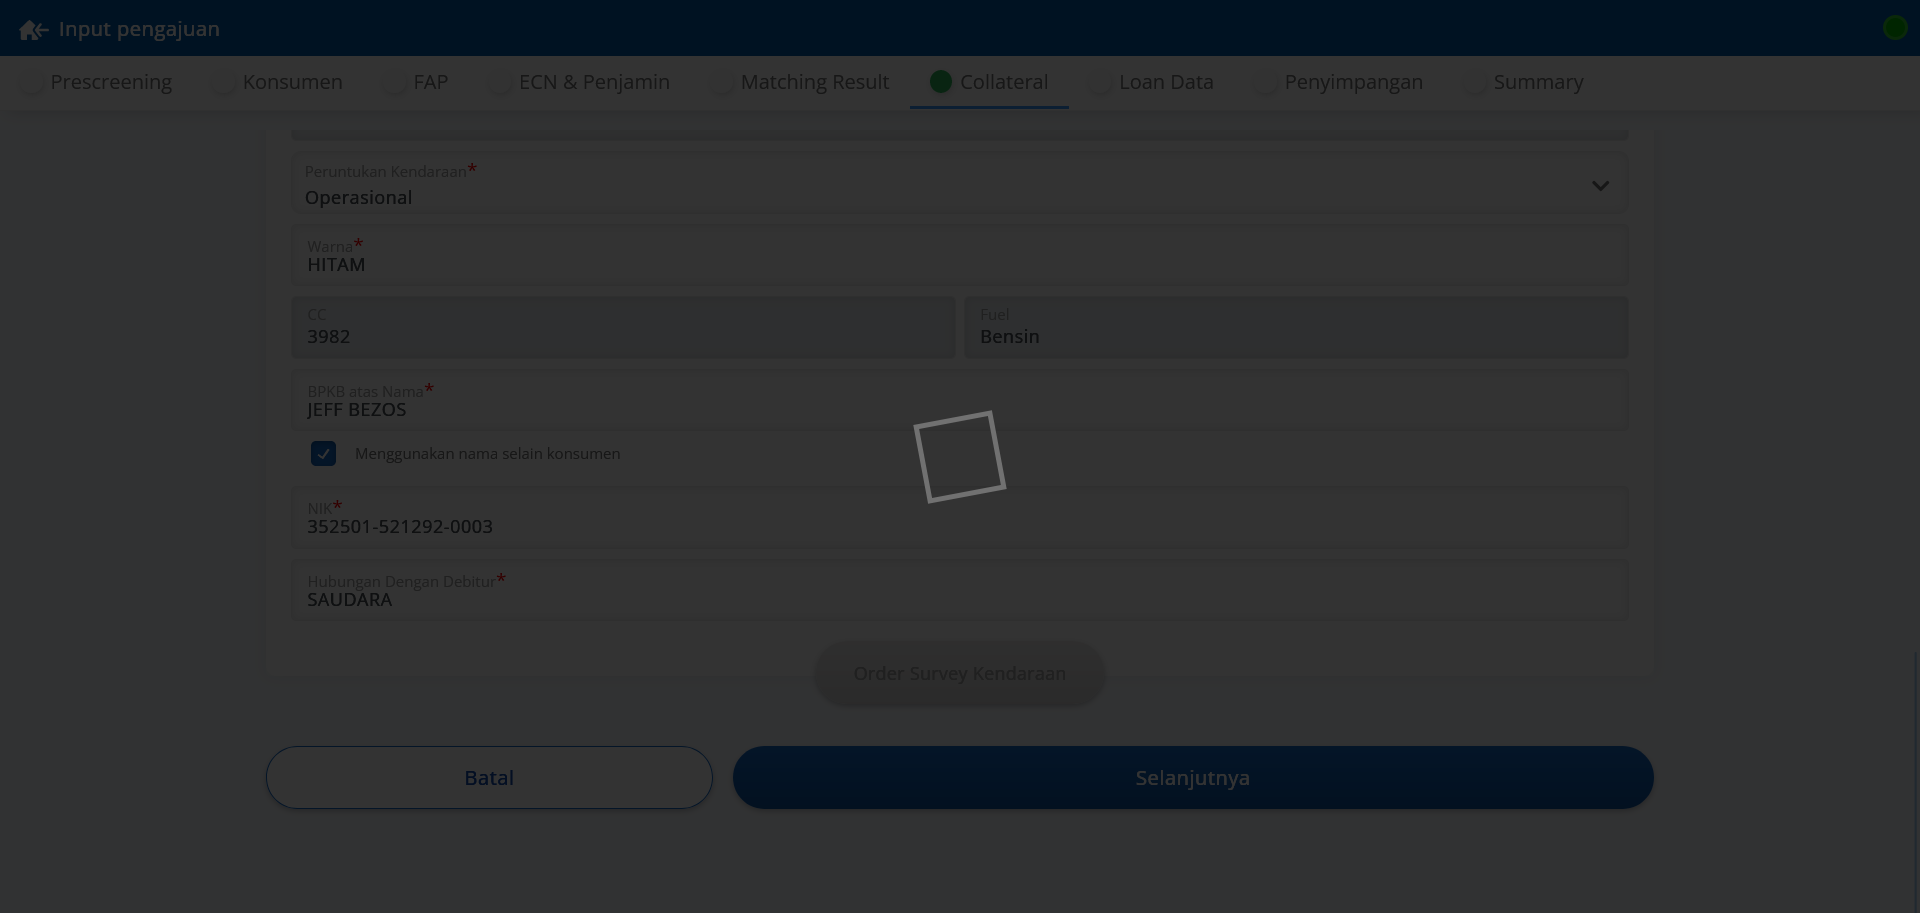 Input pengajuan
Prescreening Konsumen FAP ECN & Penjamin Matching Result Collateral Loan Data Penyimpangan Summary
Peruntukan Kendaraan*
Operasional
Warna*
HITAM
CC Fuel
3982 Bensin
BPKB atas Nama*
JEFF BEZOS
Menggunakan nama selain konsumen
NIK*
352501-521292-0003
Hubungan Dengan Debitur*
SAUDARA
Order Survey Kendaraan
Batal Selanjutnya